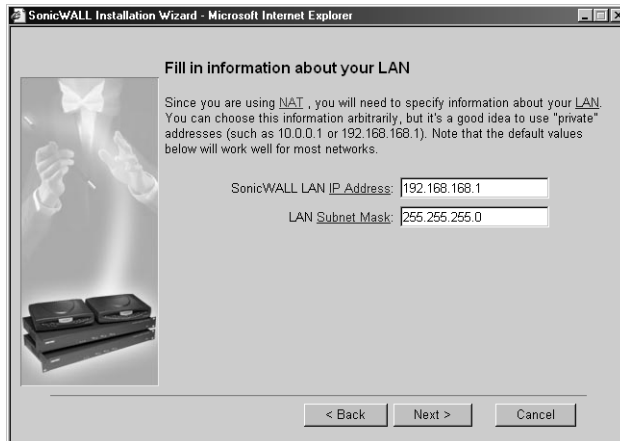 SonicWALL Installation Wizard - Microsoft Internet Explorer
Fill in information about your LAN
Since you are using NAT , you will need to specify information about your LAN.
You can choose this information arbitrarily, but it's a good idea to use "private"
addresses (such as 10.0.0.1 or 192.168.168.1). Note that the default values
below will work well for most networks.
SonicWALL LAN IP Address: 192.168.168.1
LAN Subnet Mask: 255.255.255.0
< Back Next > Cancel